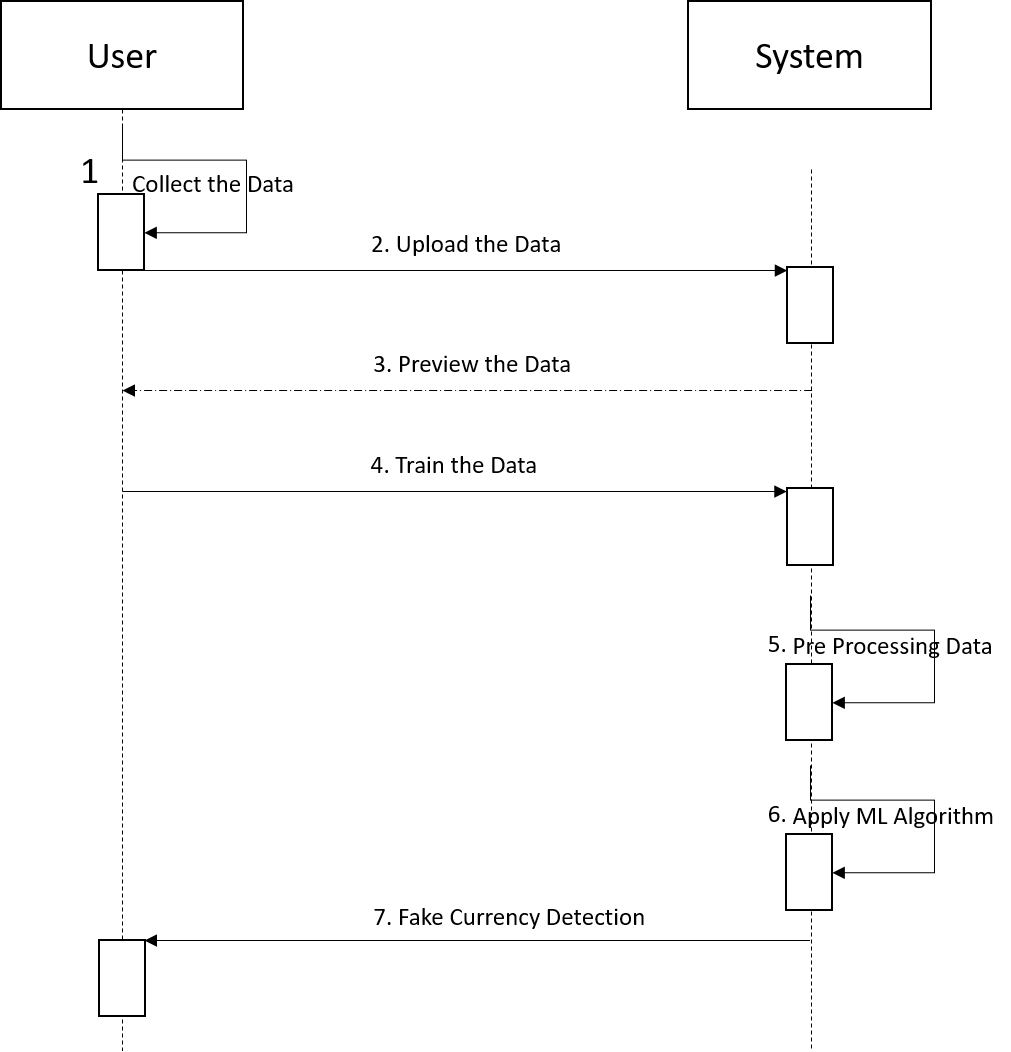 User
System
1
Collect the Data
2. Upload the Data
3. Preview the Data
4. Train the Data
5. Pre Processing Data
6. Apply ML Algorithm
7. Fake Currency Detection